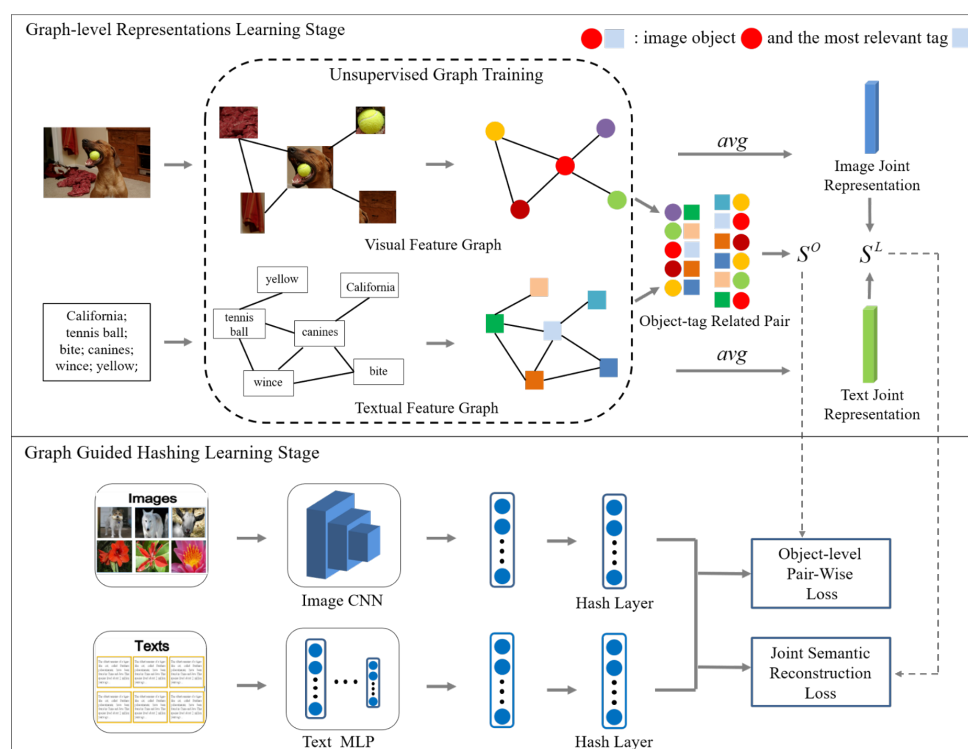 Graph-level Representations Learning Stage
: image object and the most relevant tag
Unsupervised Graph Training
avg
Image Joint
Representation
Visual Feature Graph
S^O
S^L
yellow
California
tennis
ball
canines
wince
bite
California;
tennis ball;
bite; canines;
wince; yellow;
Object-tag Related Pair
avg
Textual Feature Graph
Text Joint
Representation
Graph Guided Hashing Learning Stage
Images
Image CNN
Hash Layer
Object-level
Pair-Wise
Loss
Texts
Text MLP
Hash Layer
Joint Semantic
Reconstruction
Loss